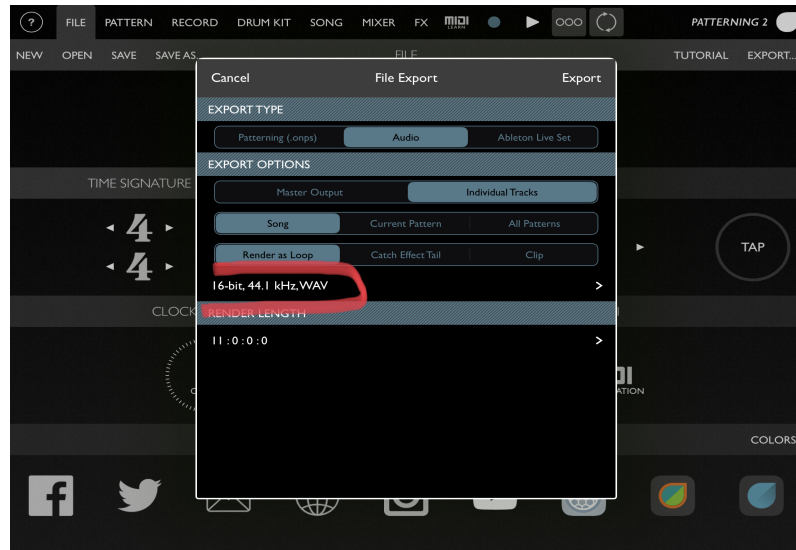 ? FILE PATTERN RECORD DRUM KIT SONG MIXER FX MIDI LEARN PATTERNING 2
NEW OPEN SAVE SAVE AS FILE TUTORIAL EXPORT...
Cancel File Export Export
EXPORT TYPE
Patterning (.onps) Audio Ableton Live Set
EXPORT OPTIONS
Master Output Individual Tracks
TIME SIGNATURE
Song Current Pattern All Patterns
4
Render as Loop Catch Effect Tail Clip
TAP
4
16-bit, 44.1 kHz, WAV >
CLOCK
RENDER LENGTH
11 : 0 : 0 : 0 >
COLORS